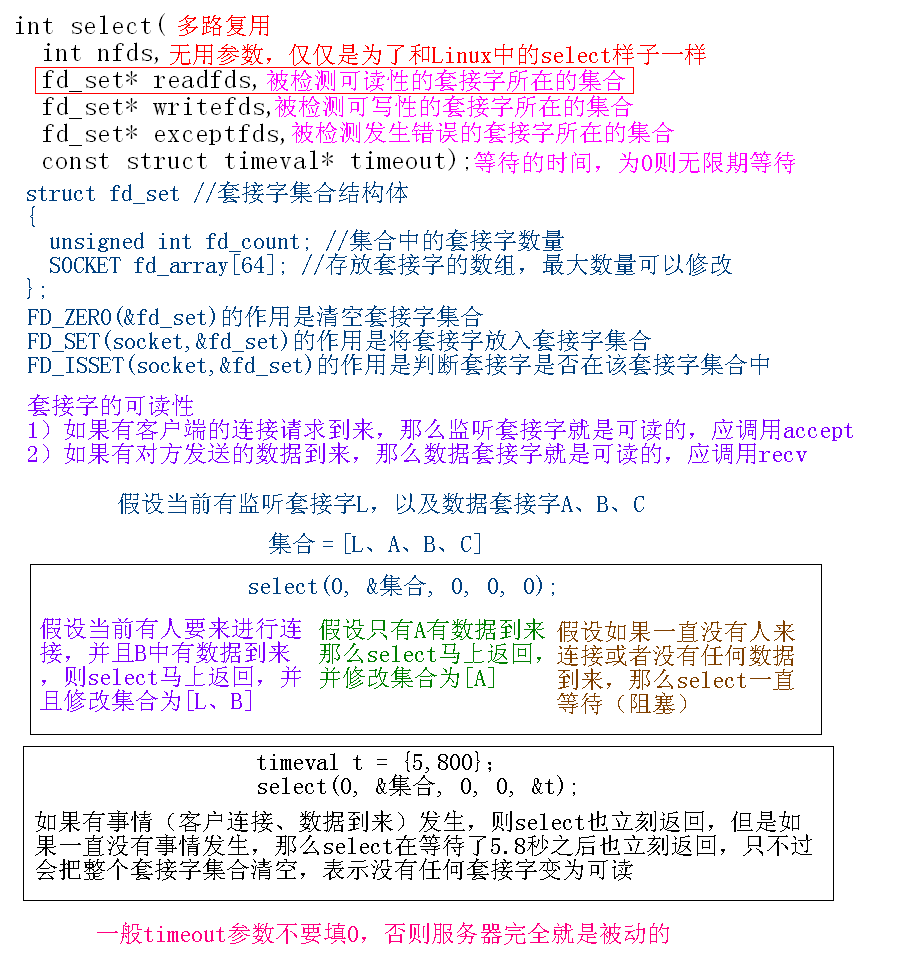 int select( 多路复用
int nfds, 无用参数，仅仅是为了和Linux中的select样子一样
fd_set* readfds, 被检测可读性的套接字所在的集合
fd_set* writefds, 被检测可写性的套接字所在的集合
fd_set* exceptfds, 被检测发生错误的套接字所在的集合
const struct timeval* timeout); 等待的时间，为0则无限期等待
struct fd_set //套接字集合结构体
{
unsigned int fd_count; //集合中的套接字数量
SOCKET fd_array[64]; //存放套接字的数组，最大数量可以修改
};
FD_ZERO(&fd_set)的作用是清空套接字集合
FD_SET(socket,&fd_set)的作用是将套接字放入套接字集合
FD_ISSET(socket,&fd_set)的作用是判断套接字是否在该套接字集合中
套接字的可读性
1）如果有客户端的连接请求到来，那么监听套接字就是可读的，应调用accept
2）如果有对方发送的数据到来，那么数据套接字就是可读的，应调用recv
假设当前有监听套接字L，以及数据套接字A、B、C
集合＝[L、A、B、C]
select(0, &集合, 0, 0, 0);
假设当前有人要来进行连
接，并且B中有数据到来
，则select马上返回，并
且修改集合为[L、B]
假设只有A有数据到来
那么select马上返回，
并修改集合为[A]
假设如果一直没有人来
连接或者没有任何数据
到来，那么select一直
等待（阻塞）
timeval t = {5,800};
select(0, &集合, 0, 0, &t);
如果有事情（客户连接、数据到来）发生，则select也立刻返回，但是如
果一直没有事情发生，那么select在等待了5.8秒之后也立刻返回，只不过
会把整个套接字集合清空，表示没有任何套接字变为可读
一般timeout参数不要填0，否则服务器完全就是被动的